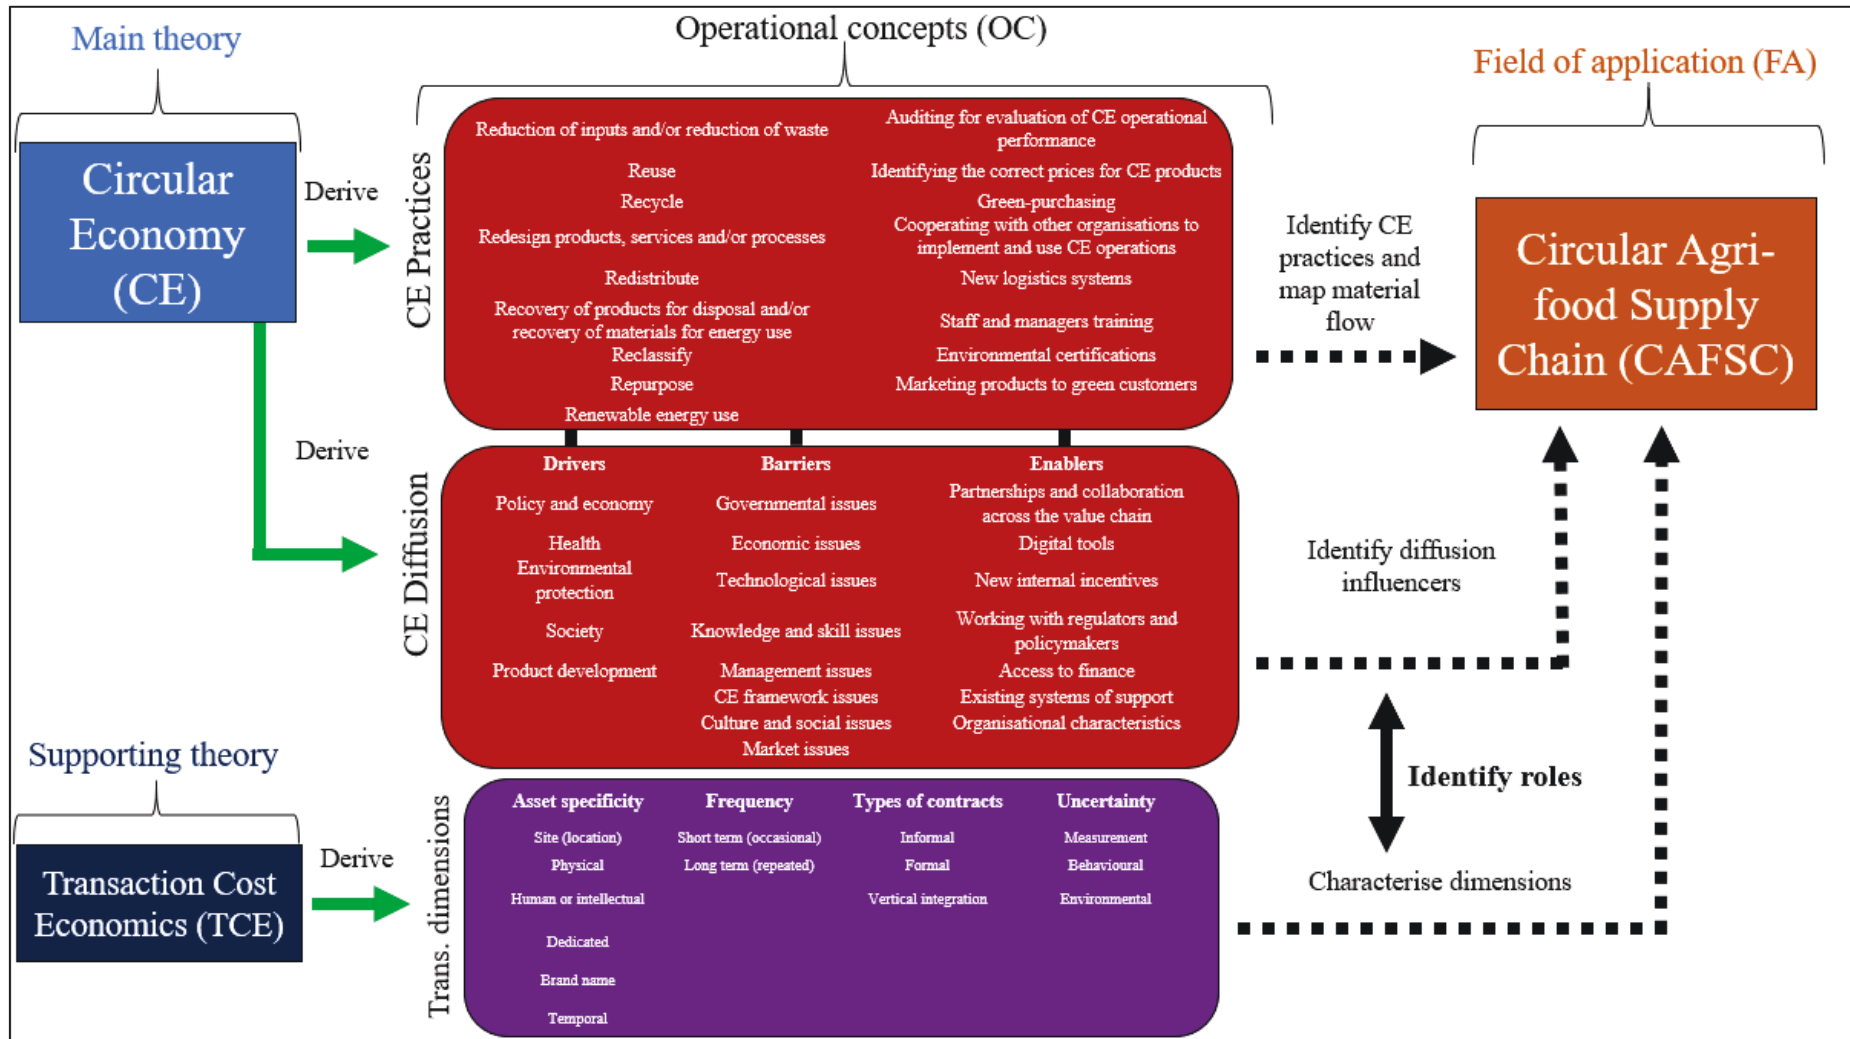 Main theory
Operational concepts (OC)
Field of application (FA)
Circular
Economy
(CE)
Derive
CE Practices
Reduction of inputs and/or reduction of waste
Reuse
Recycle
Redesign products, services and/or processes
Redistribute
Recovery of products for disposal and/or
recovery of materials for energy use
Reclassify
Repurpose
Renewable energy use
Auditing for evaluation of CE operational
performance
Identifying the correct prices for CE products
Green-purchasing
Cooperating with other organisations to
implement and use CE operations
New logistics systems
Staff and managers training
Environmental certifications
Marketing products to green customers
Identify CE
practices and
map material
flow
Circular Agri-
food Supply
Chain (CAFSC)
Derive
CE Diffusion
Drivers
Policy and economy
Health
Environmental
protection
Society
Product development
Barriers
Governmental issues
Economic issues
Technological issues
Knowledge and skill issues
Management issues
CE framework issues
Culture and social issues
Market issues
Enablers
Partnerships and collaboration
across the value chain
Digital tools
New internal incentives
Working with regulators and
policymakers
Access to finance
Existing systems of support
Organisational characteristics
Identify diffusion
influencers
Identify roles
Characterise dimensions
Supporting theory
Transaction Cost
Economics (TCE)
Derive
Trans. dimensions
Asset specificity
Site (location)
Physical
Human or intellectual
Dedicated
Brand name
Temporal
Frequency
Short term (occasional)
Long term (repeated)
Types of contracts
Informal
Formal
Vertical integration
Uncertainty
Measurement
Behavioural
Environmental